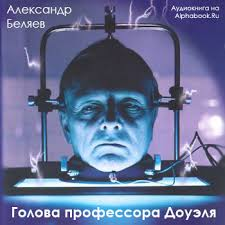 Александр
Беляев
Аудиокнига на
Alphabook.Ru
Голова профессора Доуэля